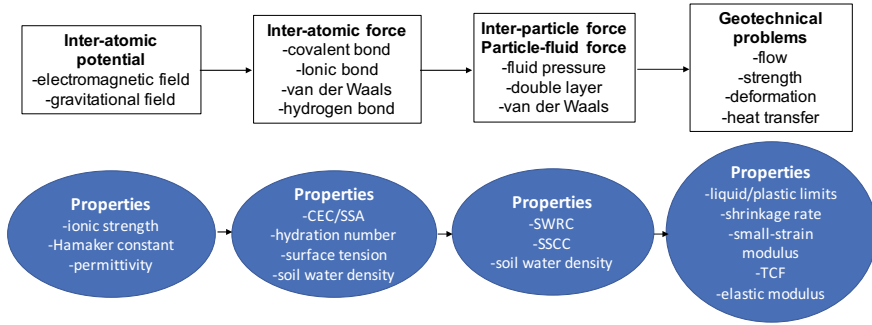 Inter-atomic
potential
-electromagnetic field
-gravitational field
Inter-atomic force
-covalent bond
-Ionic bond
-van der Waals
-hydrogen bond
Inter-particle force
Particle-fluid force
-fluid pressure
-double layer
-van der Waals
Geotechnical
problems
-flow
-strength
-deformation
-heat transfer
Properties
-ionic strength
-Hamaker constant
-permittivity
Properties
-CEC/SSA
-hydration number
-surface tension
-soil water density
Properties
-SWRC
-SSCC
-soil water density
Properties
-liquid/plastic limits
-shrinkage rate
-small-strain
modulus
-TCF
-elastic modulus